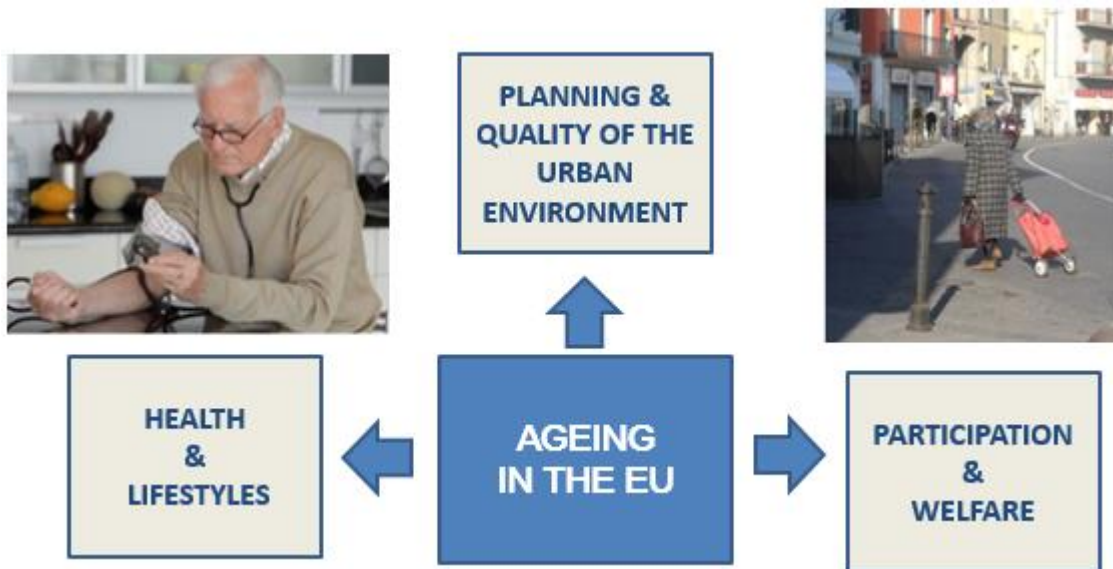 PLANNING &
QUALITY OF THE
URBAN
ENVIRONMENT
HEALTH
&
LIFESTYLES
AGEING
IN THE EU
PARTICIPATION
&
WELFARE